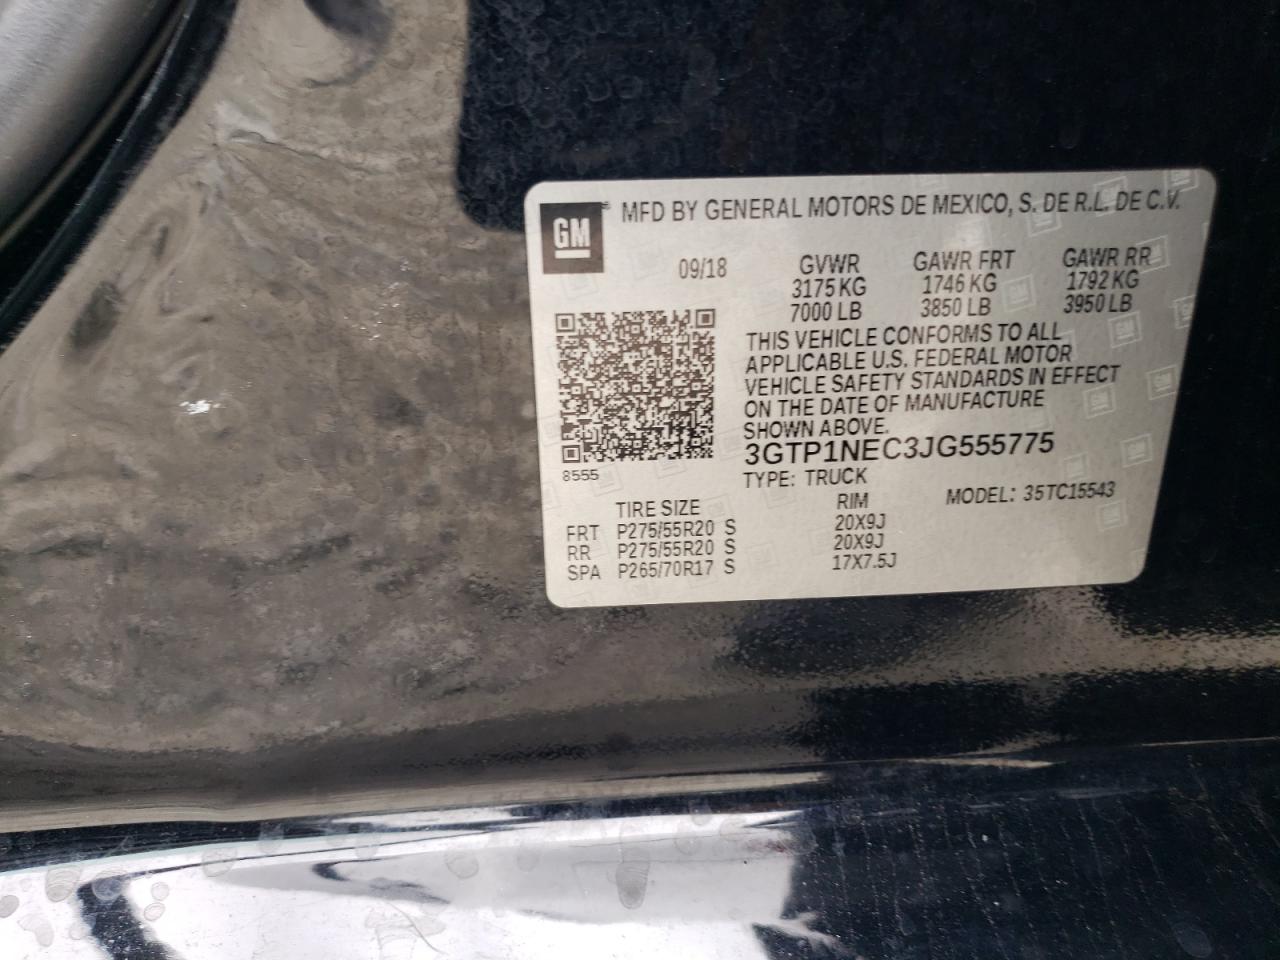 GM MFD BY GENERAL MOTORS DE MEXICO, S. DE R.L. DE C.V.
09/18 GVWR GAWR FRT GAWR RR
3175 KG 1746 KG 1792 KG
7000 LB 3850 LB 3950 LB
THIS VEHICLE CONFORMS TO ALL
APPLICABLE U.S. FEDERAL MOTOR
VEHICLE SAFETY STANDARDS IN EFFECT
ON THE DATE OF MANUFACTURE
SHOWN ABOVE.
3GTP1NEC3JG555775
8555
TYPE: TRUCK
MODEL: 35TC15543
TIRE SIZE RIM
FRT P275/55R20 S 20X9J
RR P275/55R20 S 20X9J
SPA P265/70R17 S 17X7.5J